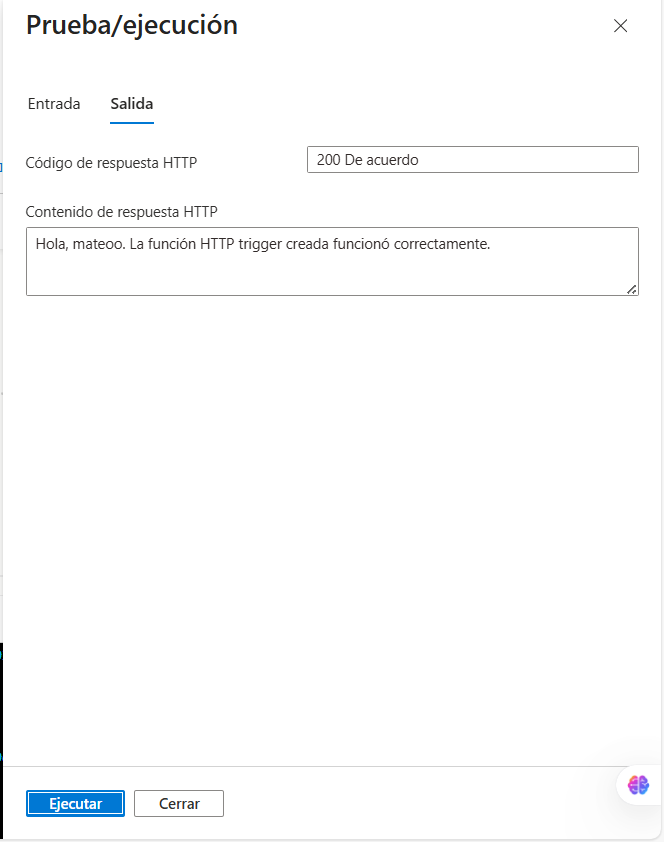 Prueba/ejecución
Entrada Salida
Código de respuesta HTTP 200 De acuerdo
Contenido de respuesta HTTP
Hola, mateoo. La función HTTP trigger creada funcionó correctamente.
Ejecutar Cerrar